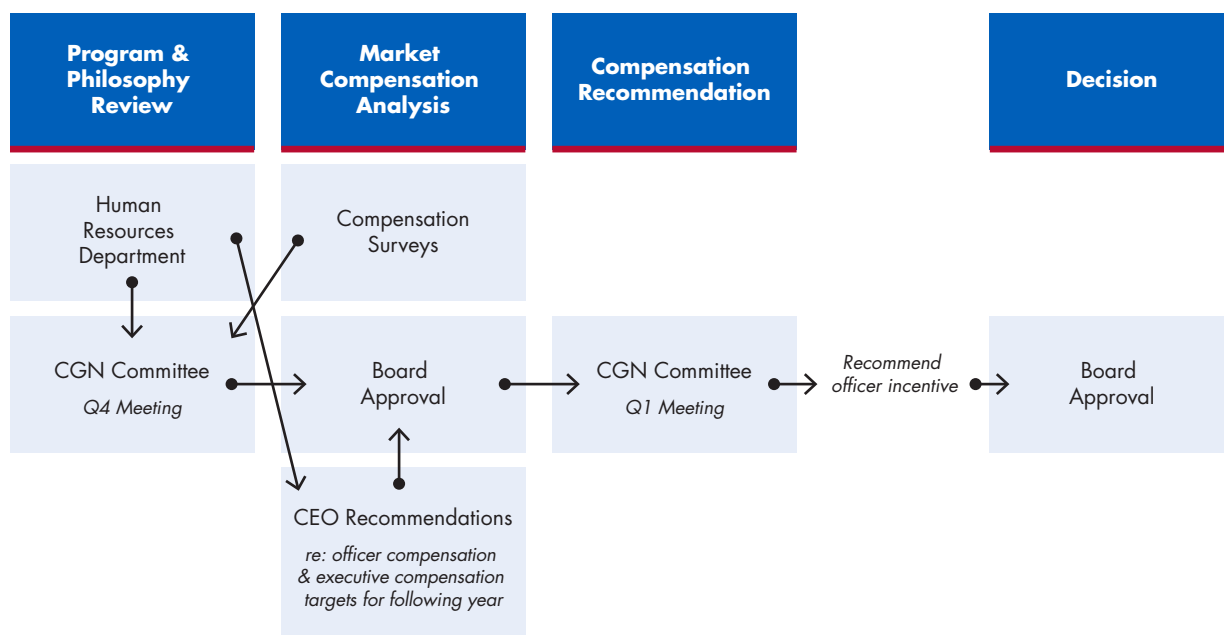 Program &
Philosophy
Review
Market
Compensation
Analysis
Compensation
Recommendation
Decision
Human
Resources
Department
Compensation
Surveys
CGN Committee
Q4 Meeting
Board
Approval
CGN Committee
Q1 Meeting
Recommend
officer incentive
Board
Approval
CEO Recommendations
re: officer compensation
& executive compensation
targets for following year